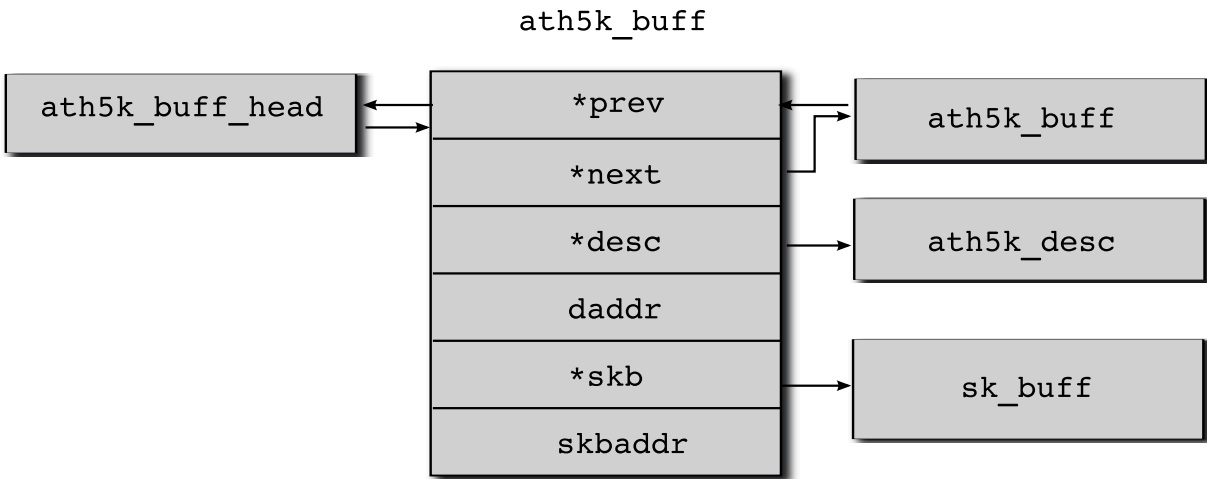 ath5k_buff
ath5k_buff_head
*prev
*next
*desc
daddr
*skb
skbaddr
ath5k_buff
ath5k_desc
sk_buff